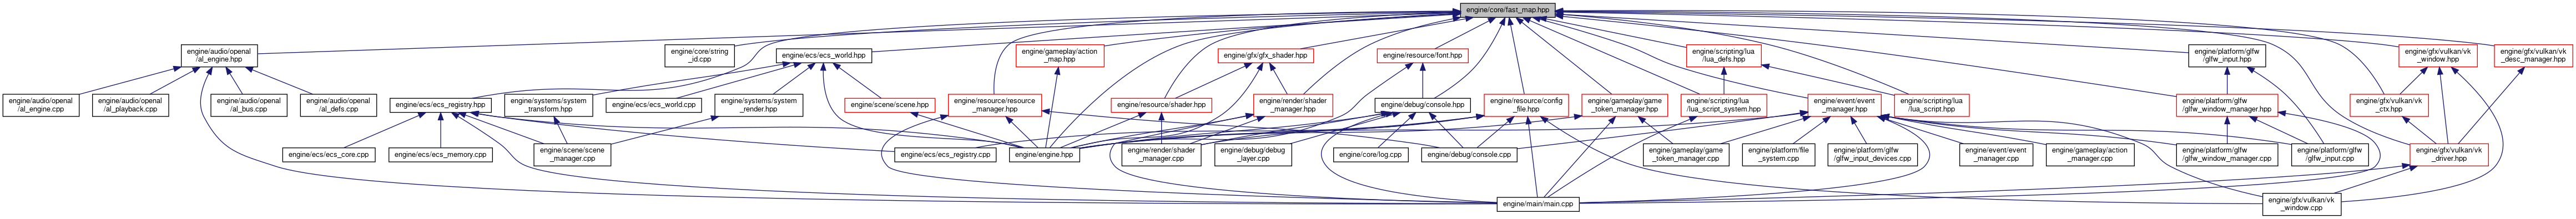 engine/core/fast_map.hpp
engine/audio/openal
/al_engine.hpp
engine/core/string
_id.cpp
engine/ecs/ecs_world.hpp
engine/gameplay/action
_map.hpp
engine/gfx/gfx_shader.hpp
engine/resource/font.hpp
engine/scripting/lua
/lua_defs.hpp
engine/platform/glfw
/glfw_input.hpp
engine/gfx/vulkan/vk
_window.hpp
engine/gfx/vulkan/vk
_desc_manager.hpp
engine/audio/openal
/al_engine.cpp
engine/audio/openal
/al_playback.cpp
engine/audio/openal
/al_bus.cpp
engine/audio/openal
/al_defs.cpp
engine/ecs/ecs_registry.hpp
engine/systems/system
_transform.hpp
engine/ecs/ecs_world.cpp
engine/systems/system
_render.hpp
engine/scene/scene.hpp
engine/resource/resource
_manager.hpp
engine/resource/shader.hpp
engine/render/shader
_manager.hpp
engine/debug/console.hpp
engine/resource/config
_file.hpp
engine/gameplay/game
_token_manager.hpp
engine/scripting/lua
/lua_script_system.hpp
engine/event/event
_manager.hpp
engine/scripting/lua
/lua_script.hpp
engine/platform/glfw
/glfw_window_manager.hpp
engine/gfx/vulkan/vk
_ctx.hpp
engine/ecs/ecs_core.cpp
engine/ecs/ecs_memory.cpp
engine/scene/scene
_manager.cpp
engine/ecs/ecs_registry.cpp
engine/engine.hpp
engine/render/shader
_manager.cpp
engine/debug/debug
_layer.cpp
engine/core/log.cpp
engine/debug/console.cpp
engine/gameplay/game
_token_manager.cpp
engine/platform/file
_system.cpp
engine/platform/glfw
/glfw_input_devices.cpp
engine/event/event
_manager.cpp
engine/gameplay/action
_manager.cpp
engine/platform/glfw
/glfw_window_manager.cpp
engine/platform/glfw
/glfw_input.cpp
engine/gfx/vulkan/vk
_driver.hpp
engine/main/main.cpp
engine/gfx/vulkan/vk
_window.cpp